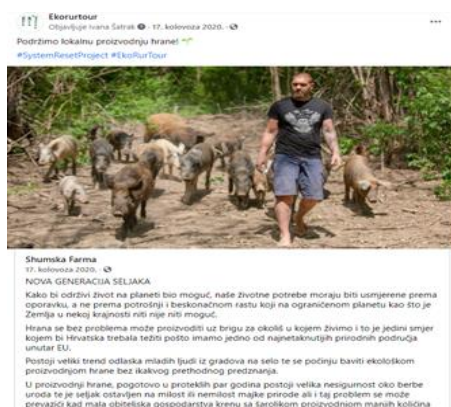 Ekorurtour
Objavljuje Ivana Šatrak · 17. kolovoza 2020. ·
Podržimo lokalnu proizvodnju hrane!
#SystemResetProject #EkoRurTour
Shumska Farma
17. kolovoza 2020. ·
NOVA GENERACIJA SELJAKA
Kako bi održivi život na planeti bio moguć, naše životne potrebe moraju biti usmjerene prema
oporavku, a ne prema potrošnji i beskonačnom rastu koji na ograničenom planetu kao što je
Zemlja u nekoj krajnosti niti nije niti moguć.
Hrana se bez problema može proizvoditi uz brigu za okoliš u kojem živimo i to je jedini smjer
kojem bi Hrvatska trebala težiti pošto imamo jedno od najnetaknutijih prirodnih područja
unutar EU.
Postoji veliki trend odlaska mladih ljudi iz gradova na selo te se počinju baviti ekološkom
proizvodnjom hrane bez ikakvog prethodnog predznanja.
U proizvodnji hrane, pogotovo u proteklih par godina postoji velika nesigurnost oko berbe
uroda te je seljak ostavljen na milost ili nemilost majke prirode ali i taj problem se može
prevazići kad mala obiteljska gospodarstva krenu sa šarolikom proizvodnjom manjih količina